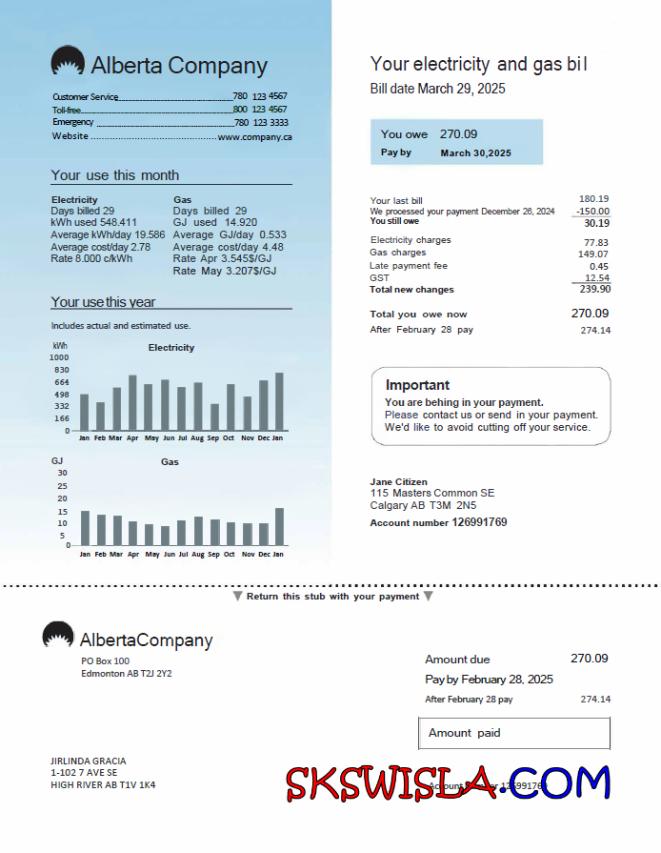 Alberta Company
Customer Service 780 123 4567
Toll-free 800 123 4567
Emergency 780 123 3333
Website www.company.ca
Your use this month
Electricity
Days billed 29
kWh used 548.411
Average kWh/day 19.586
Average cost/day 2.78
Rate 8.000 c/kWh
Gas
Days billed 29
GJ used 14.920
Average GJ/day 0.533
Average cost/day 4.48
Rate Apr 3.545$/GJ
Rate May 3.207$/GJ
Your use this year
Includes actual and estimated use.
kWh
Electricity
1000
830
664
498
332
166
0
Jan Feb Mar Apr May Jun Jul Aug Sep Oct Nov Dec Jan
GJ
Gas
30
25
20
15
10
5
0
Jan Feb Mar Apr May Jun Jul Aug Sep Oct Nov Dec Jan
Your electricity and gas bil
Bill date March 29, 2025
You owe 270.09
Pay by March 30,2025
Your last bill 180.19
We processed your payment December 26, 2024 -150.00
You still owe 30.19
Electricity charges 77.83
Gas charges 149.07
Late payment fee 0.45
GST 12.54
Total new changes 239.90
Total you owe now 270.09
After February 28 pay 274.14
Important
You are behing in your payment.
Please contact us or send in your payment.
We'd like to avoid cutting off your service.
Jane Citizen
115 Masters Common SE
Calgary AB T3M 2N5
Account number 126991769
Return this stub with your payment
AlbertaCompany
PO Box 100
Edmonton AB T2J 2Y2
Amount due 270.09
Pay by February 28, 2025
After February 28 pay 274.14
Amount paid
JIRLINDA GRACIA
1-102 7 AVE SE
HIGH RIVER AB T1V 1K4
SKSWISLA.COM